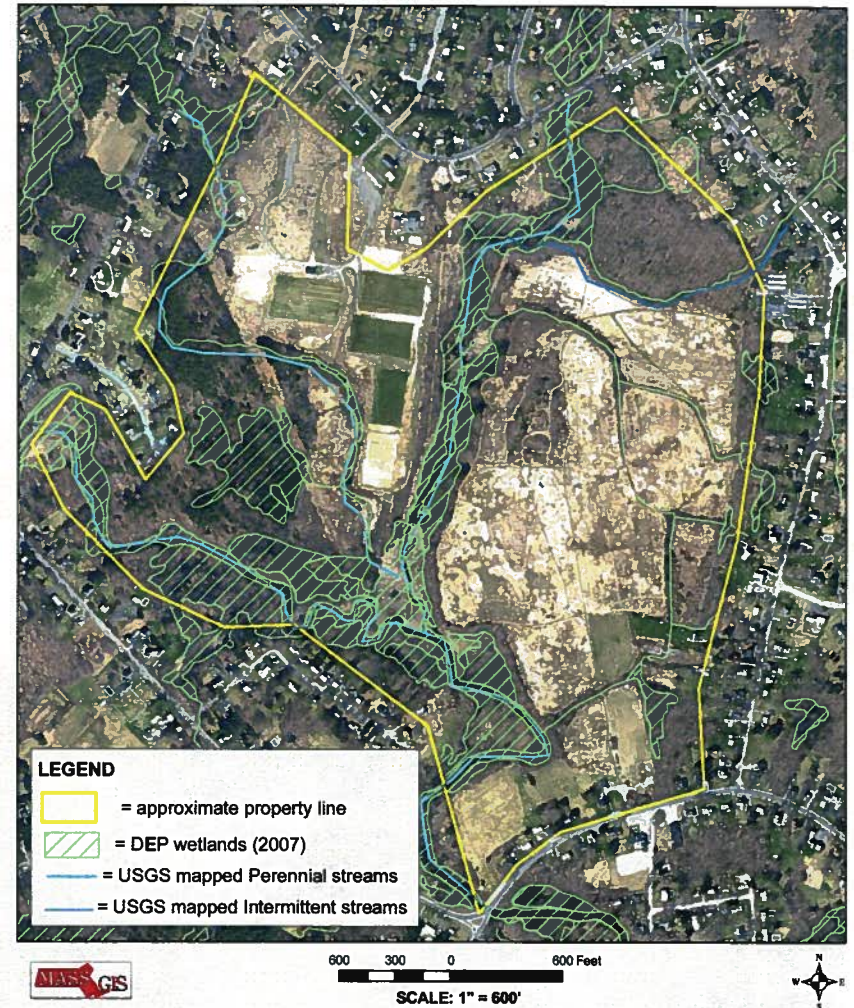 LEGEND
= approximate property line
= DEP wetlands (2007)
= USGS mapped Perennial streams
= USGS mapped Intermittent streams
MASS GIS
600 300 0 600 Feet
SCALE: 1" = 600'
N
W E
S